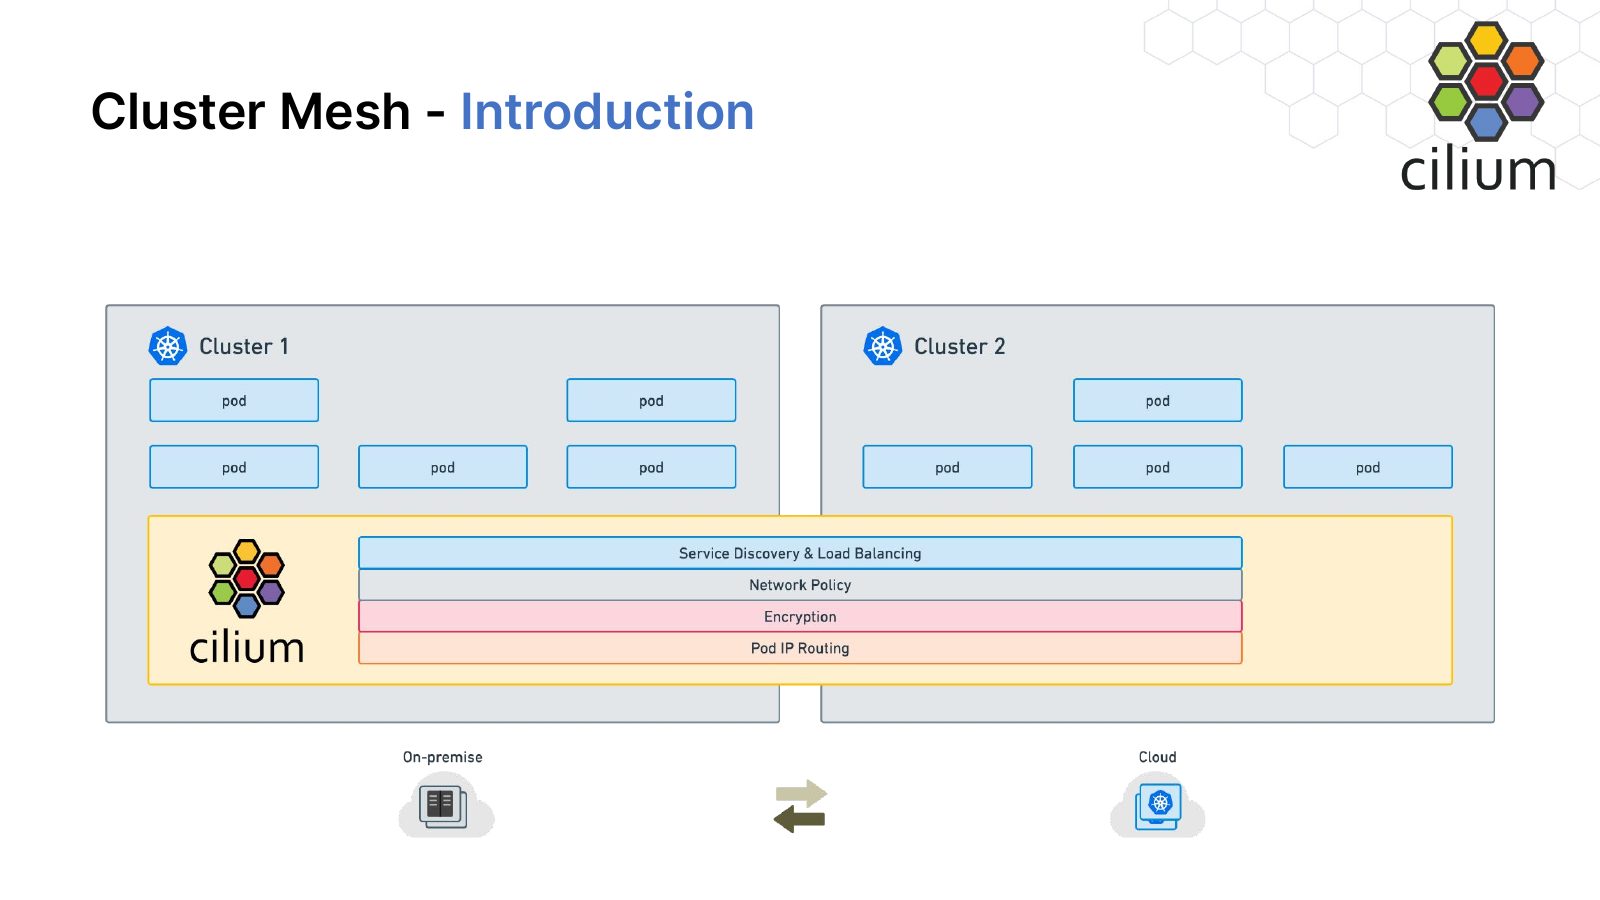 Cluster Mesh - Introduction
cilium
Cluster 1
pod
pod
pod
pod
pod
Cluster 2
pod
pod
pod
pod
cilium
Service Discovery & Load Balancing
Network Policy
Encryption
Pod IP Routing
On-premise
Cloud